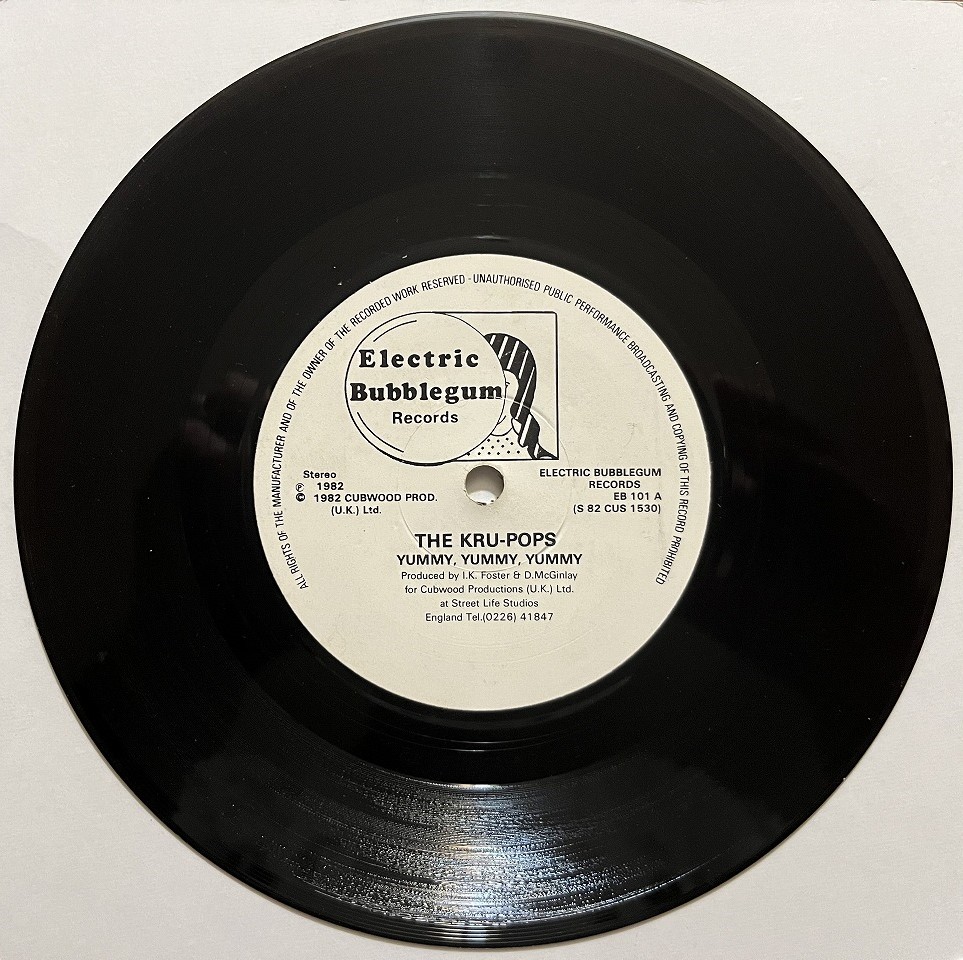 ALL RIGHTS OF THE MANUFACTURER AND OF THE OWNER OF THE RECORDED WORK RESERVED - UNAUTHORISED PUBLIC PERFORMANCE BROADCASTING AND COPYING OF THIS RECORD PROHIBITED
Electric
Bubblegum
Records
Stereo
℗ 1982
© 1982 CUBWOOD PROD.
(U.K.) Ltd.
ELECTRIC BUBBLEGUM
RECORDS
EB 101 A
(S 82 CUS 1530)
THE KRU-POPS
YUMMY, YUMMY, YUMMY
Produced by I.K. Foster & D.McGinlay
for Cubwood Productions (U.K.) Ltd.
at Street Life Studios
England Tel.(0226) 41847